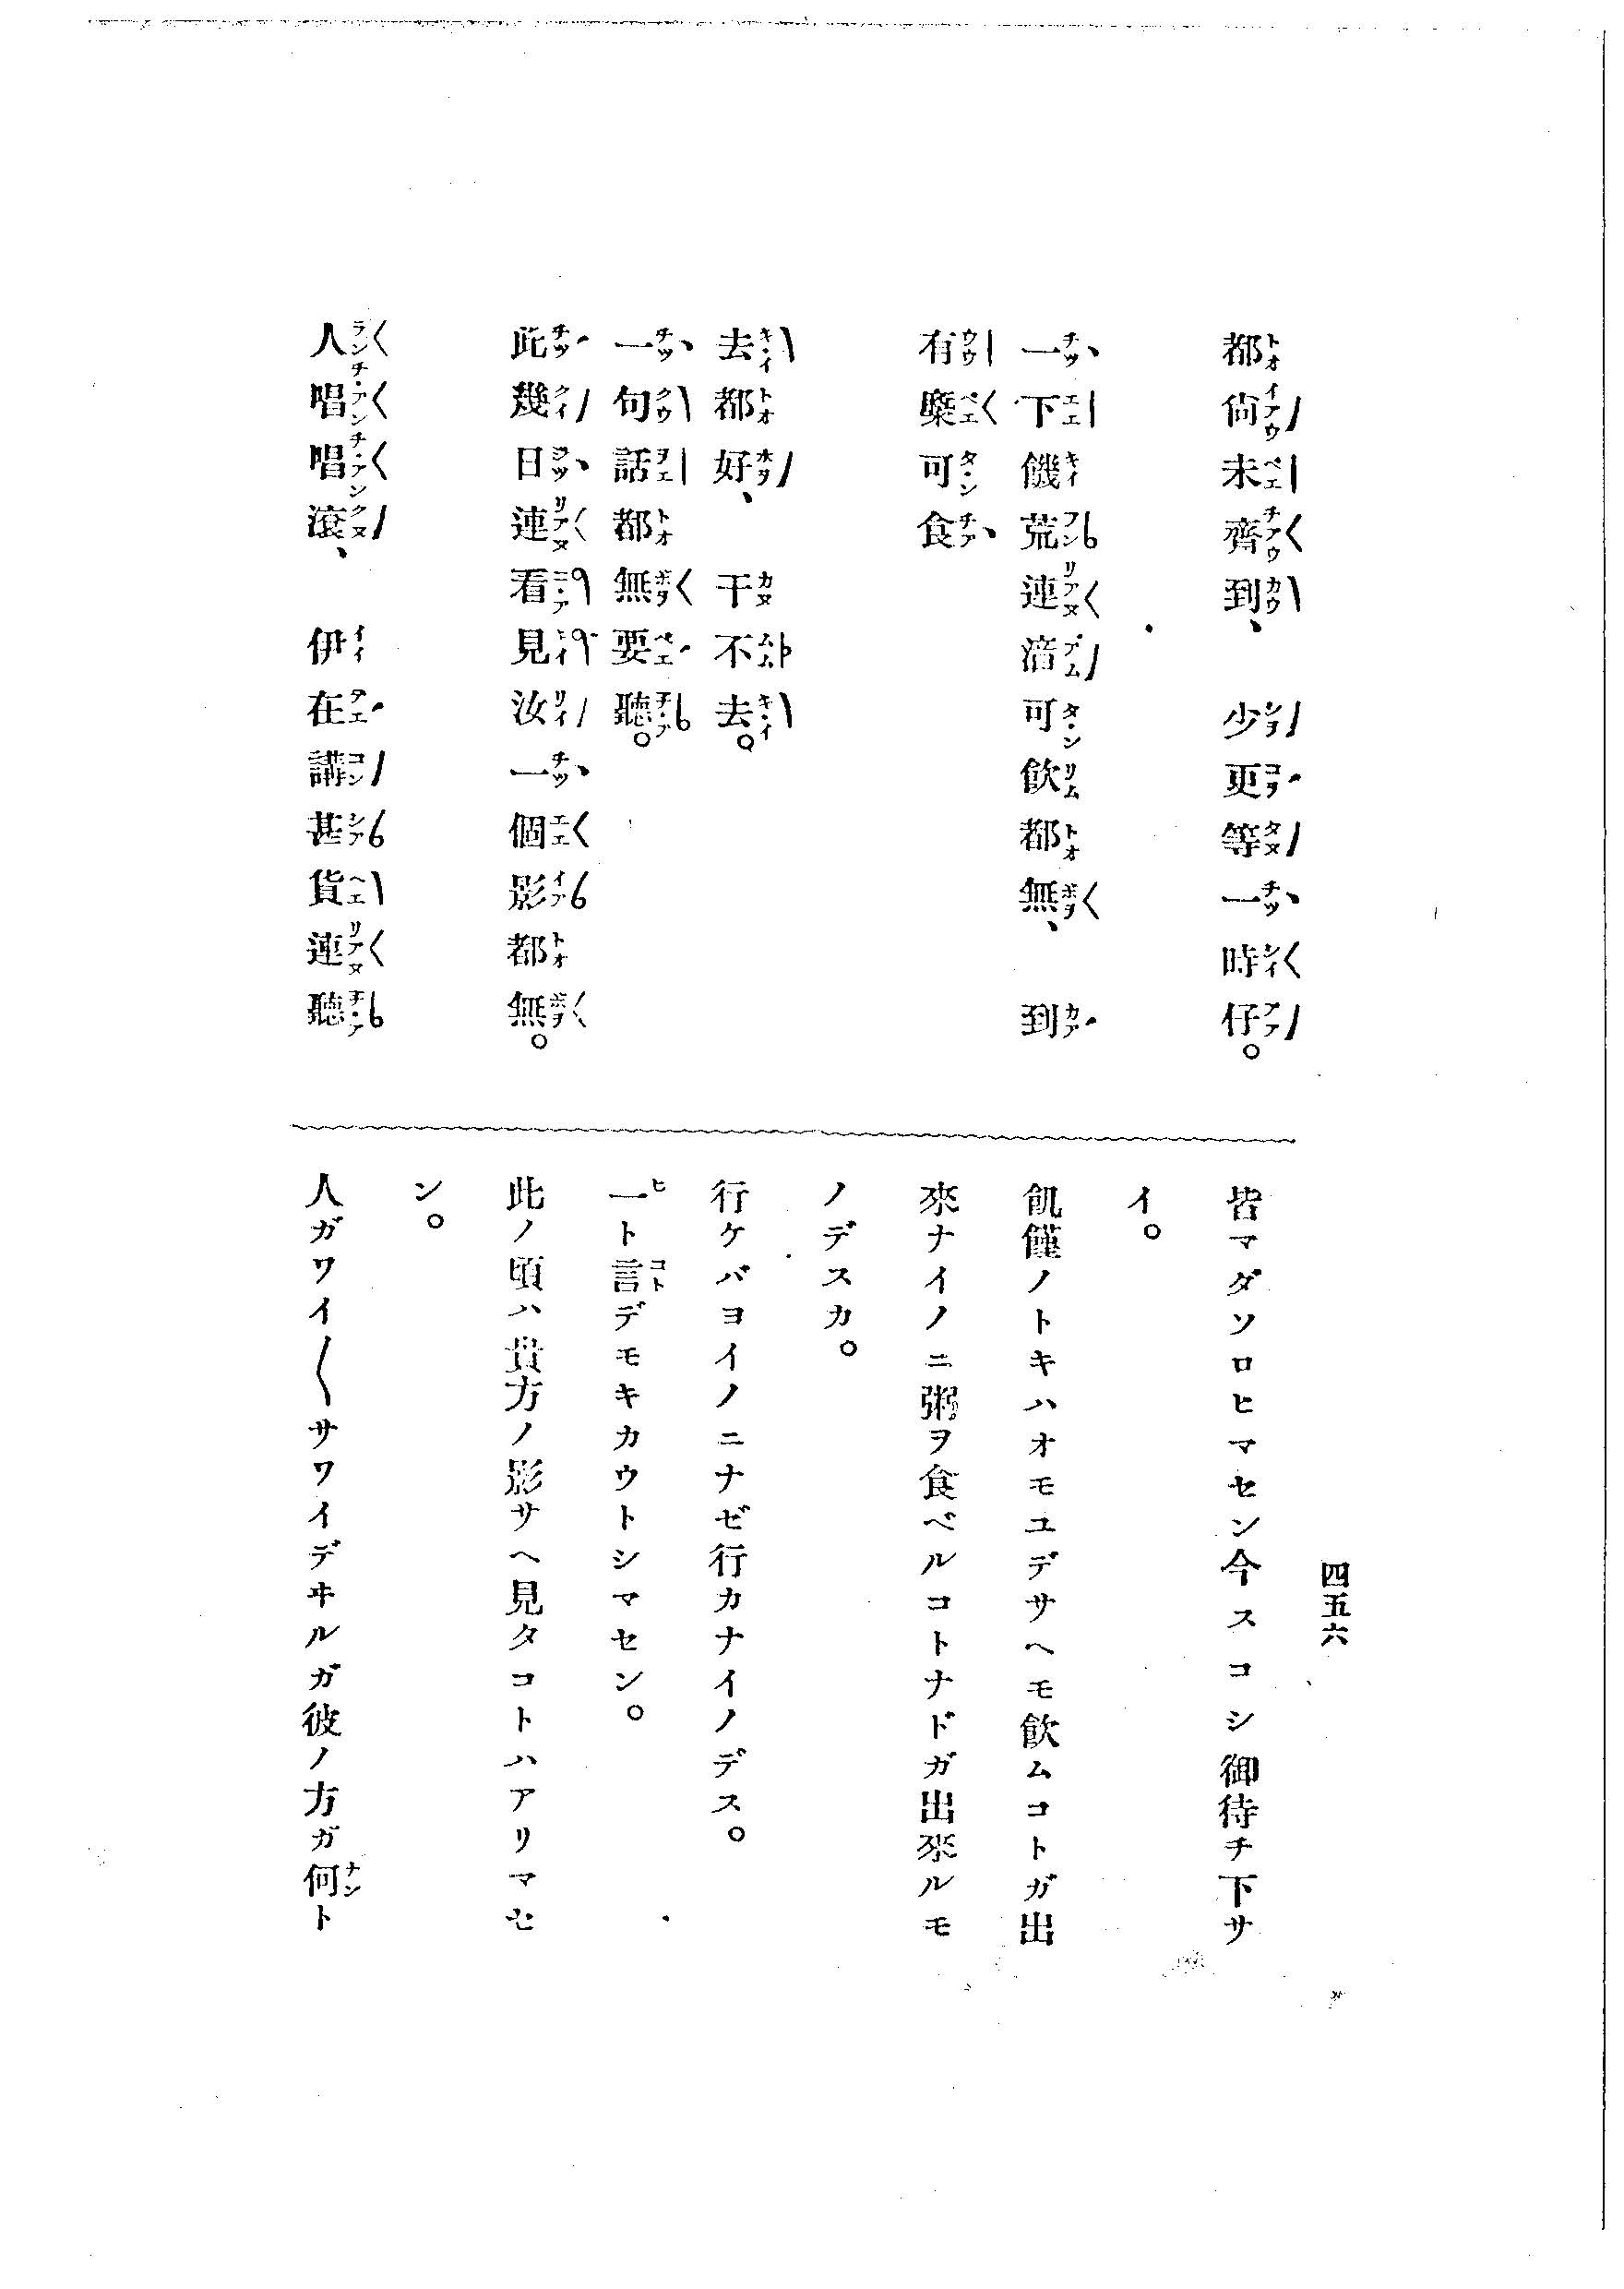 四五六
都尙未齊到、少更等一時仔。
一下饑荒連湆可飲都無、到
有糜可食
去都好、干不去。
一句話都無要聽。
此幾日連看見汝一個影都無。
人唱唱滾、伊在講甚貨連聽
皆マダソロヒマセン今スコシ御待チ下サ
イ。
飢饉ノトキハオモユデサヘモ飮ムコトガ出
來ナイノニ粥ヲ食ベルコトナドガ出來ルモ
ノデスカ。
行ケバヨイノニナゼ行カナイノデス。
一ト言デモキカウトシマセン。
此ノ頃ハ貴方ノ影サヘ見タコトハアリマセ
ン。
人ガワイ〱サワイデヰルガ彼ノ方ガ何ト